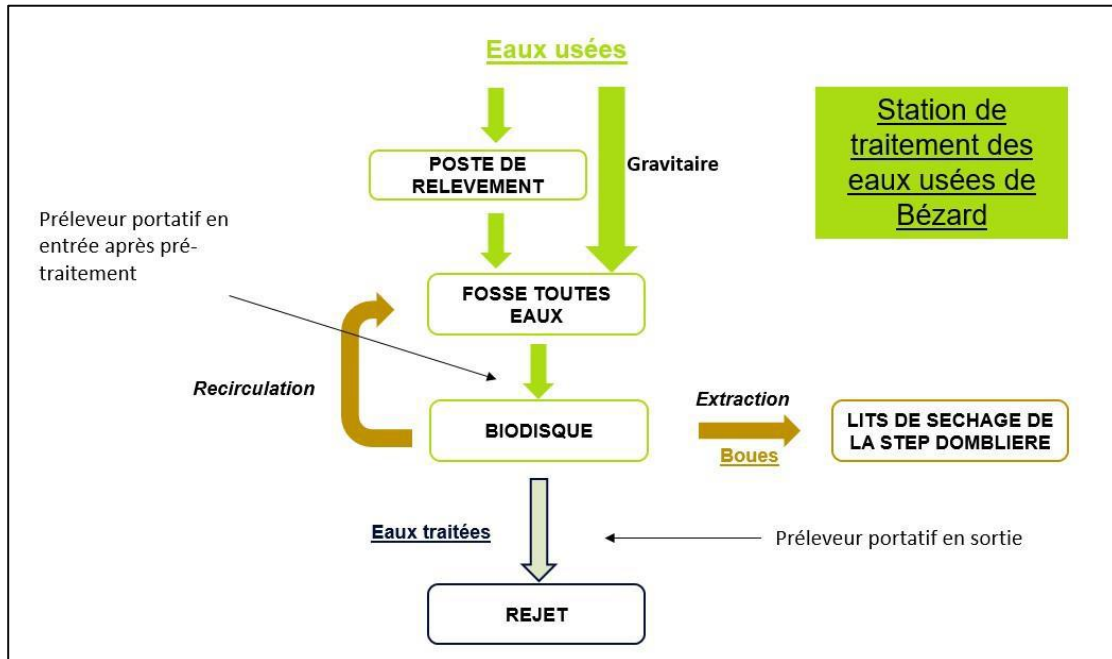 Eaux usées
Station de
traitement des
eaux usées de
Bézard
POSTE DE
RELEVEMENT
Gravitaire
Préleveur portatif en
entrée après pré-
traitement
FOSSE TOUTES
EAUX
Recirculation
Extraction
BIODISQUE
Boues
LITS DE SECHAGE DE
LA STEP DOMBLIERE
Eaux traitées
Préleveur portatif en sortie
REJET